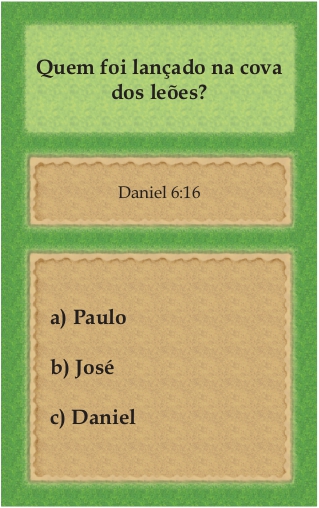 Quem foi lançado na cova
dos leões?
Daniel 6:16
a) Paulo
b) José
c) Daniel